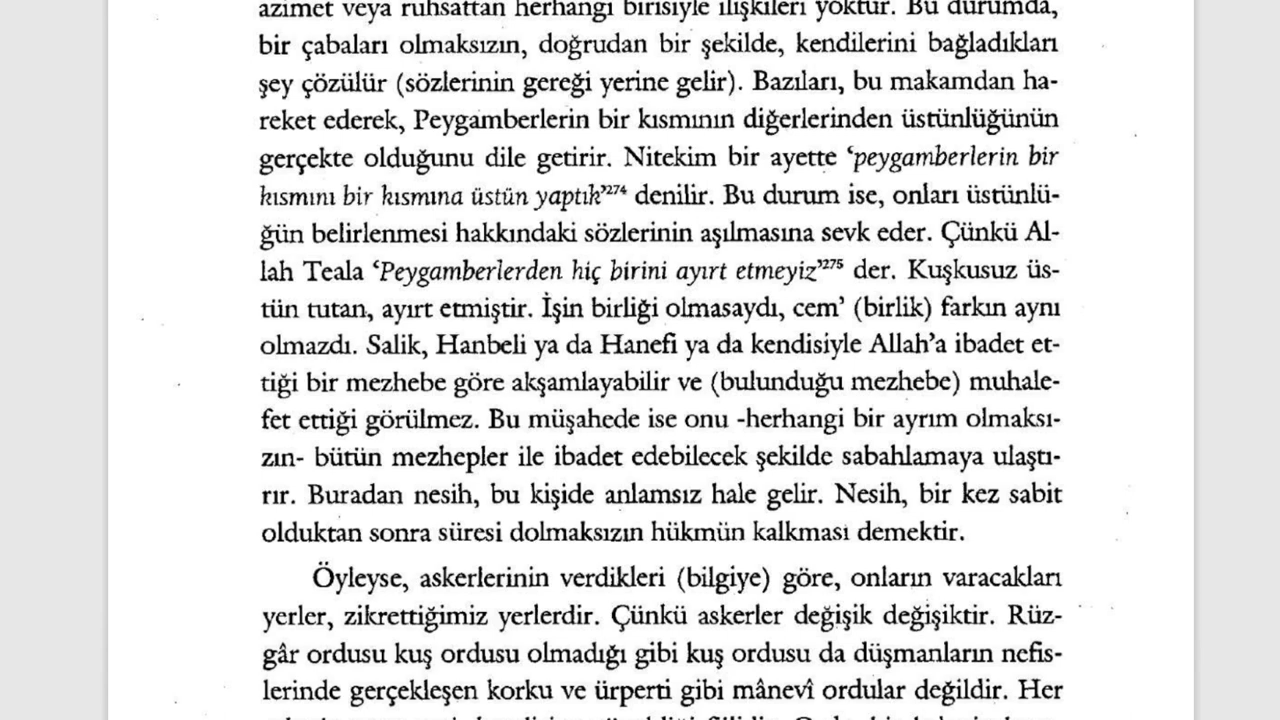 azimet veya ruhsattan herhangi birisiyle ilişkileri yoktur. Bu durumda,
bir çabaları olmaksızın, doğrudan bir şekilde, kendilerini bağladıkları
şey çözülür (sözlerinin gereği yerine gelir). Bazıları, bu makamdan ha-
reket ederek, Peygamberlerin bir kısmının diğerlerinden üstünlüğünün
gerçekte olduğunu dile getirir. Nitekim bir ayette ‘peygamberlerin bir
kısmını bir kısmına üstün yaptık’²⁷⁴ denilir. Bu durum ise, onları üstünlü-
ğün belirlenmesi hakkındaki sözlerinin aşılmasına sevk eder. Çünkü Al-
lah Teala ‘Peygamberlerden hiç birini ayırt etmeyiz’²⁷⁵ der. Kuşkusuz üs-
tün tutan, ayırt etmiştir. İşin birliği olmasaydı, cem’ (birlik) farkın aynı
olmazdı. Salik, Hanbeli ya da Hanefi ya da kendisiyle Allah’a ibadet et-
tiği bir mezhebe göre akşamlayabilir ve (bulunduğu mezhebe) muhale-
fet ettiği görülmez. Bu müşahede ise onu -herhangi bir ayrım olmaksı-
zın- bütün mezhepler ile ibadet edebilecek şekilde sabahlamaya ulaştı-
rır. Buradan nesih, bu kişide anlamsız hale gelir. Nesih, bir kez sabit
olduktan sonra süresi dolmaksızın hükmün kalkması demektir.
Öyleyse, askerlerinin verdikleri (bilgiye) göre, onların varacakları
yerler, zikrettiğimiz yerlerdir. Çünkü askerler değişik değişiktir. Rüz-
gâr ordusu kuş ordusu olmadığı gibi kuş ordusu da düşmanların nefis-
lerinde gerçekleşen korku ve ürperti gibi mânevî ordular değildir. Her